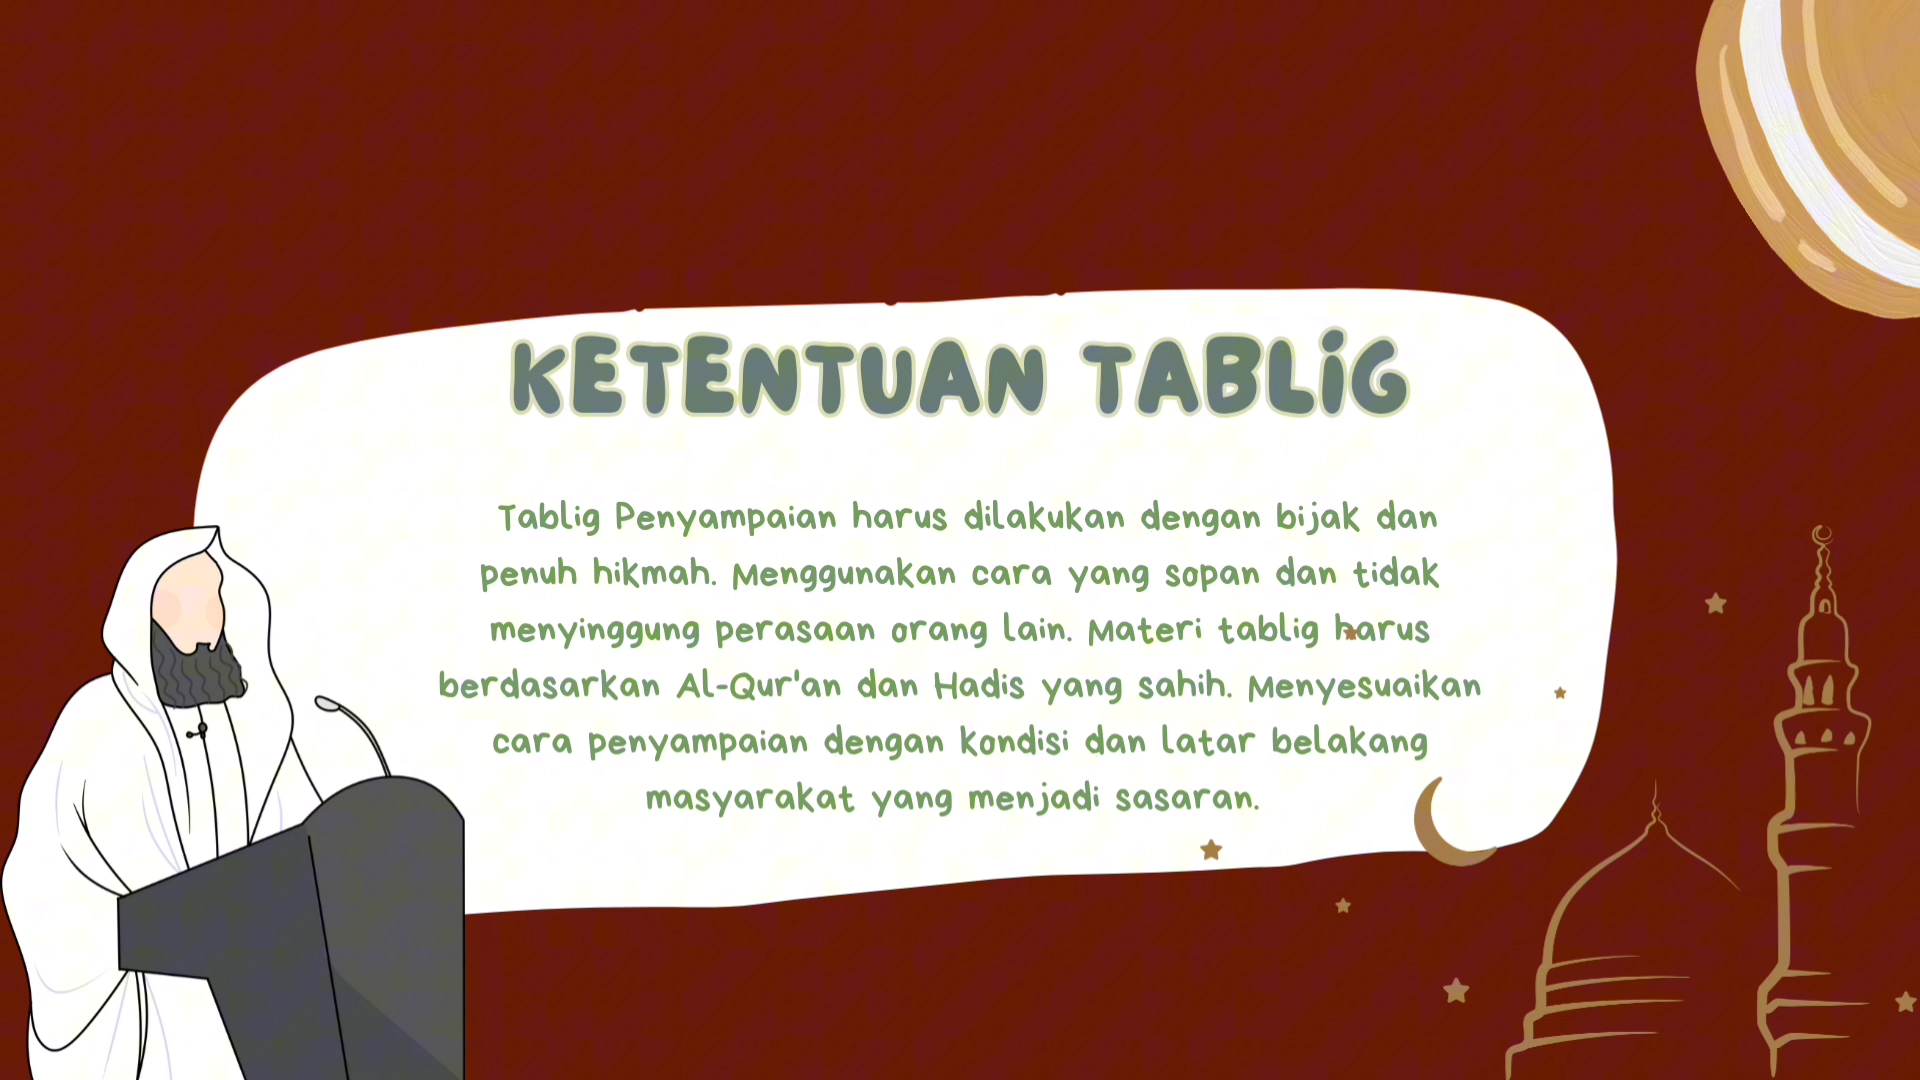 KETENTUAN TABLIG
Tablig Penyampaian harus dilakukan dengan bijak dan
penuh hikmah. Menggunakan cara yang sopan dan tidak
menyinggung perasaan orang lain. Materi tablig harus
berdasarkan Al-Qur'an dan Hadis yang sahih. Menyesuaikan
cara penyampaian dengan kondisi dan latar belakang
masyarakat yang menjadi sasaran.